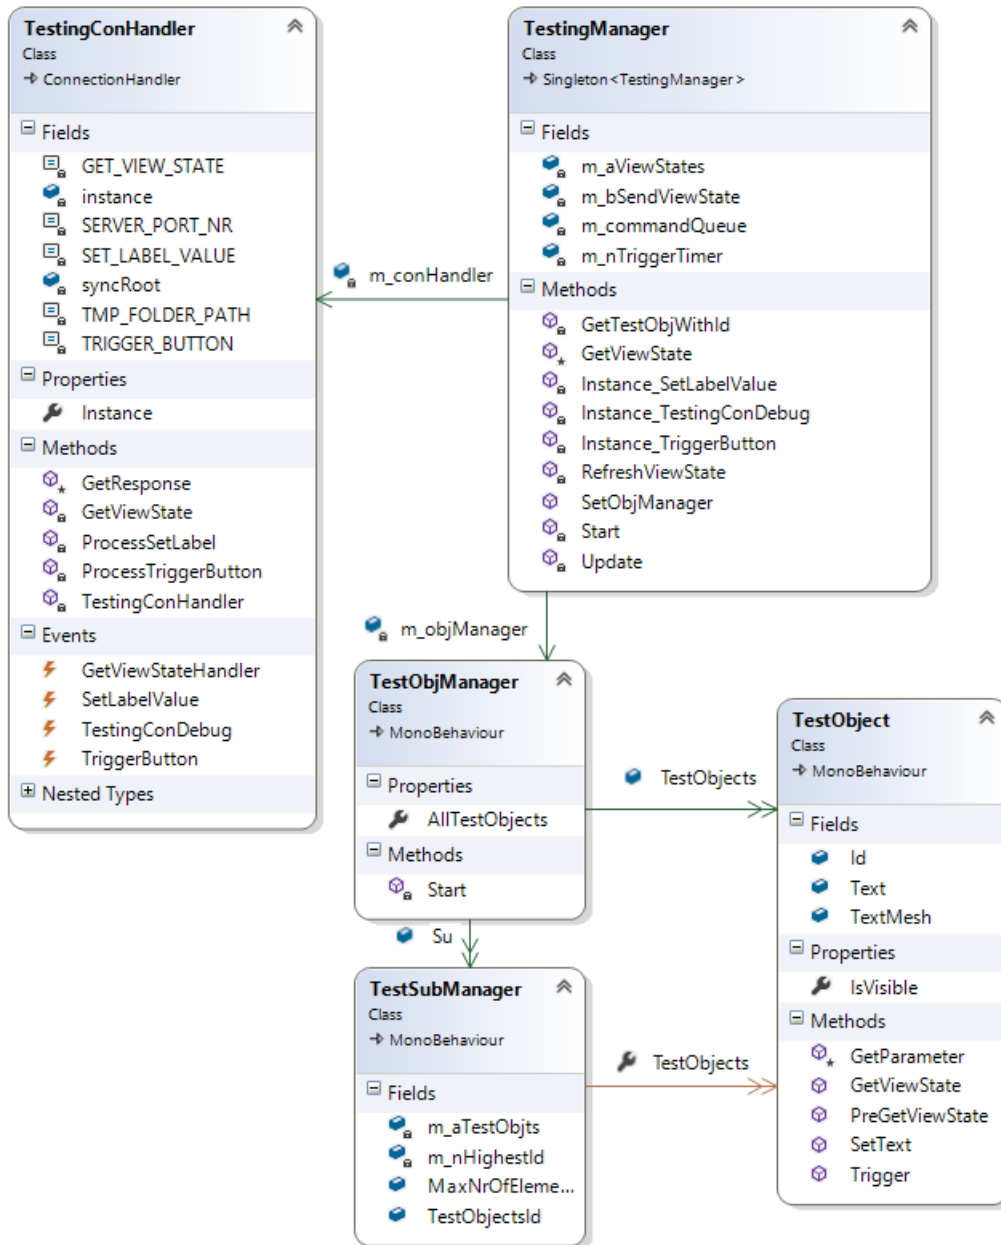 TestingConHandler
Class
ConnectionHandler
Fields
GET_VIEW_STATE
instance
SERVER_PORT_NR
SET_LABEL_VALUE
syncRoot
TMP_FOLDER_PATH
TRIGGER_BUTTON
Properties
Instance
Methods
GetResponse
GetViewState
ProcessSetLabel
ProcessTriggerButton
TestingConHandler
Events
GetViewStateHandler
SetLabelValue
TestingConDebug
TriggerButton
Nested Types
m_conHandler
TestingManager
Class
Singleton<TestingManager>
Fields
m_aViewStates
m_bSendViewState
m_commandQueue
m_nTriggerTimer
Methods
GetTestObjWithId
GetViewState
Instance_SetLabelValue
Instance_TestingConDebug
Instance_TriggerButton
RefreshViewState
SetObjManager
Start
Update
m_objManager
TestObjManager
Class
MonoBehaviour
Properties
AllTestObjects
Methods
Start
TestObjects
Su
TestSubManager
Class
MonoBehaviour
Fields
m_aTestObjts
m_nHighestId
MaxNrOfEleme...
TestObjectsId
TestObjects
TestObject
Class
MonoBehaviour
Fields
Id
Text
TextMesh
Properties
IsVisible
Methods
GetParameter
GetViewState
PreGetViewState
SetText
Trigger